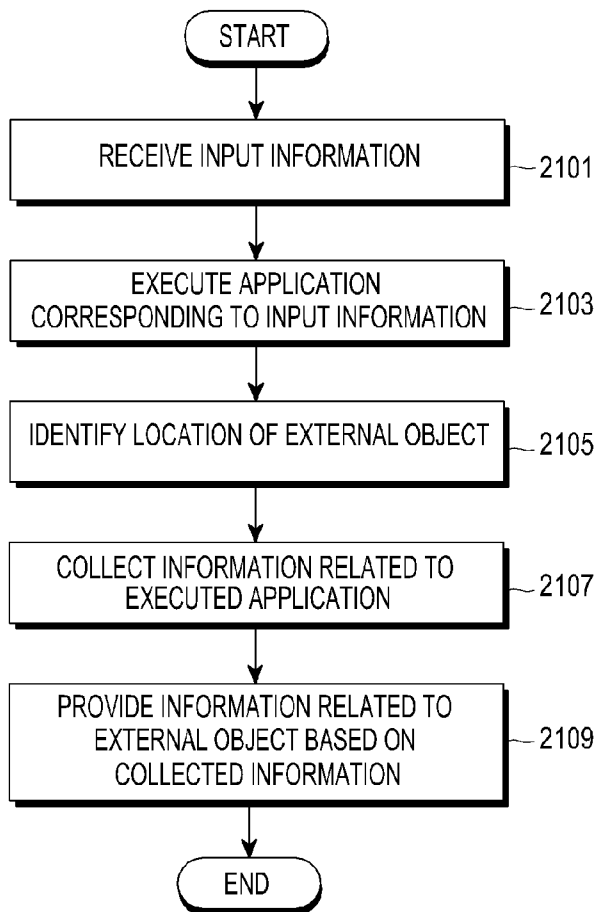 START
RECEIVE INPUT INFORMATION
2101
EXECUTE APPLICATION
CORRESPONDING TO INPUT INFORMATION
2103
IDENTIFY LOCATION OF EXTERNAL OBJECT
2105
COLLECT INFORMATION RELATED TO
EXECUTED APPLICATION
2107
PROVIDE INFORMATION RELATED TO
EXTERNAL OBJECT BASED ON
COLLECTED INFORMATION
2109
END